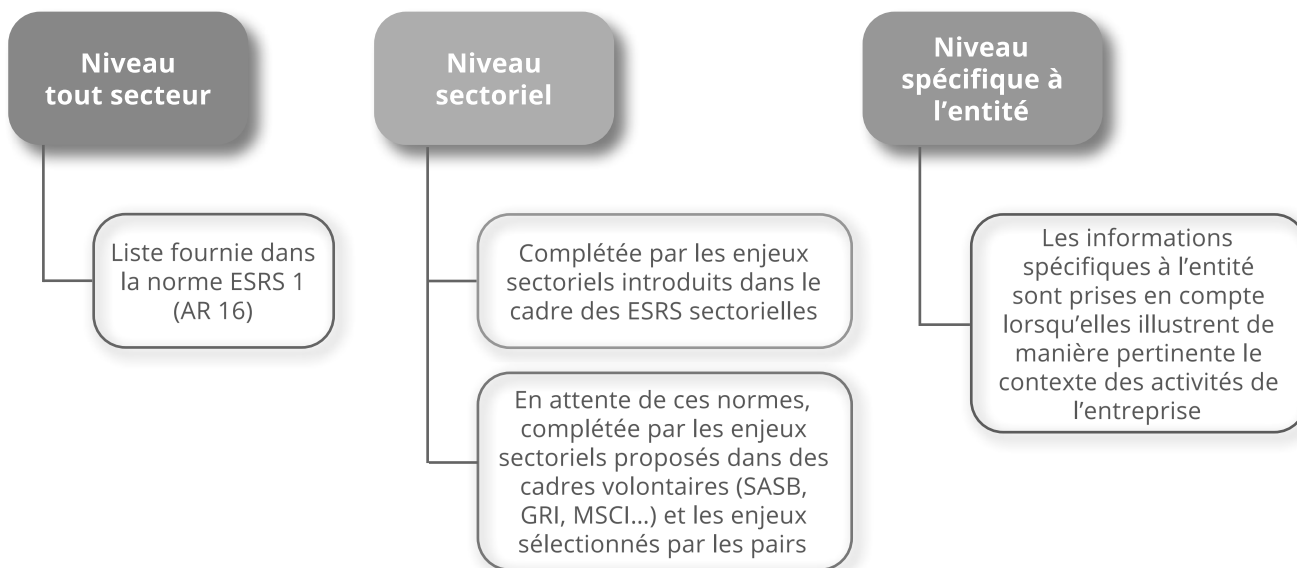 Niveau
tout secteur
Liste fournie dans
la norme ESRS 1
(AR 16)
Niveau
sectoriel
Complétée par les enjeux
sectoriels introduits dans le
cadre des ESRS sectorielles
En attente de ces normes,
complétée par les enjeux
sectoriels proposés dans des
cadres volontaires (SASB,
GRI, MSCI...) et les enjeux
sélectionnés par les pairs
Niveau
spécifique à
l’entité
Les informations
spécifiques à l’entité
sont prises en compte
lorsqu’elles illustrent de
manière pertinente le
contexte des activités de
l’entreprise